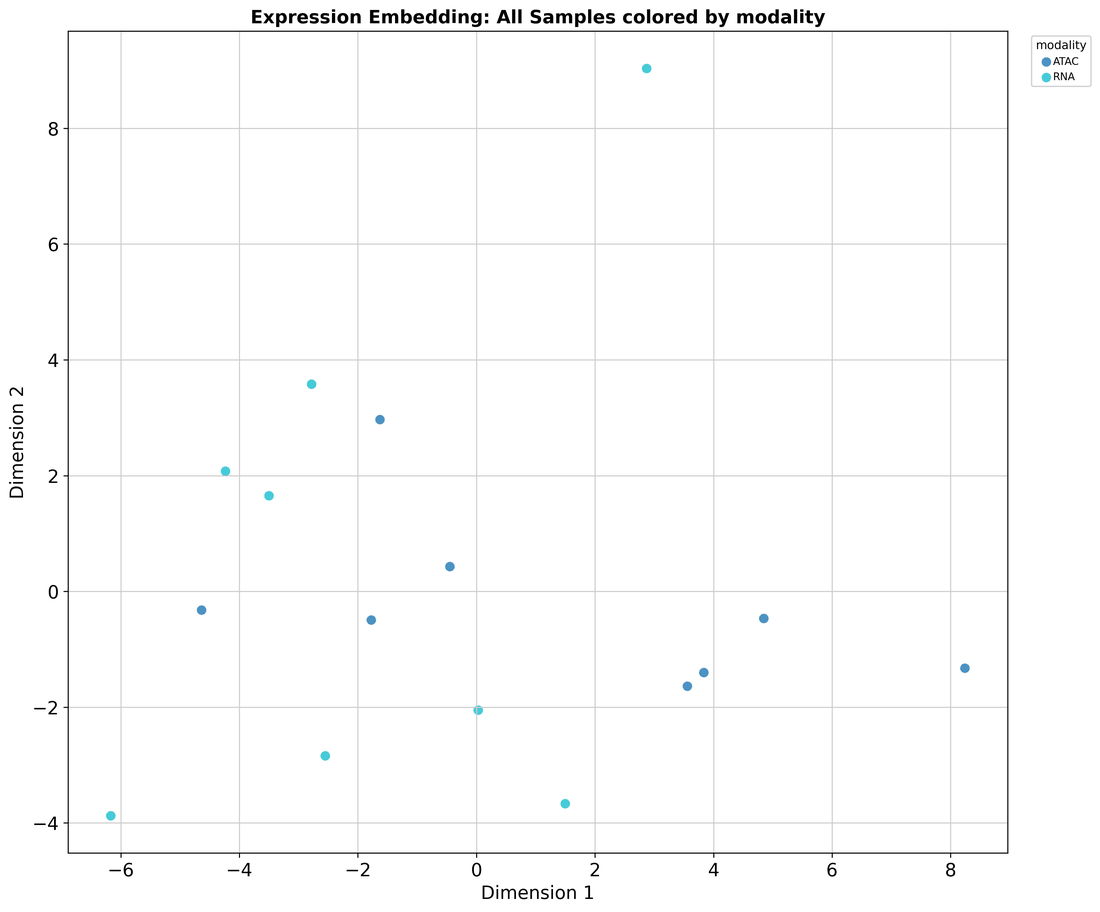 Expression Embedding: All Samples colored by modality
modality
ATAC
RNA
8
6
4
2
0
−2
−4
Dimension 2
−6
−4
−2
0
2
4
6
8
Dimension 1